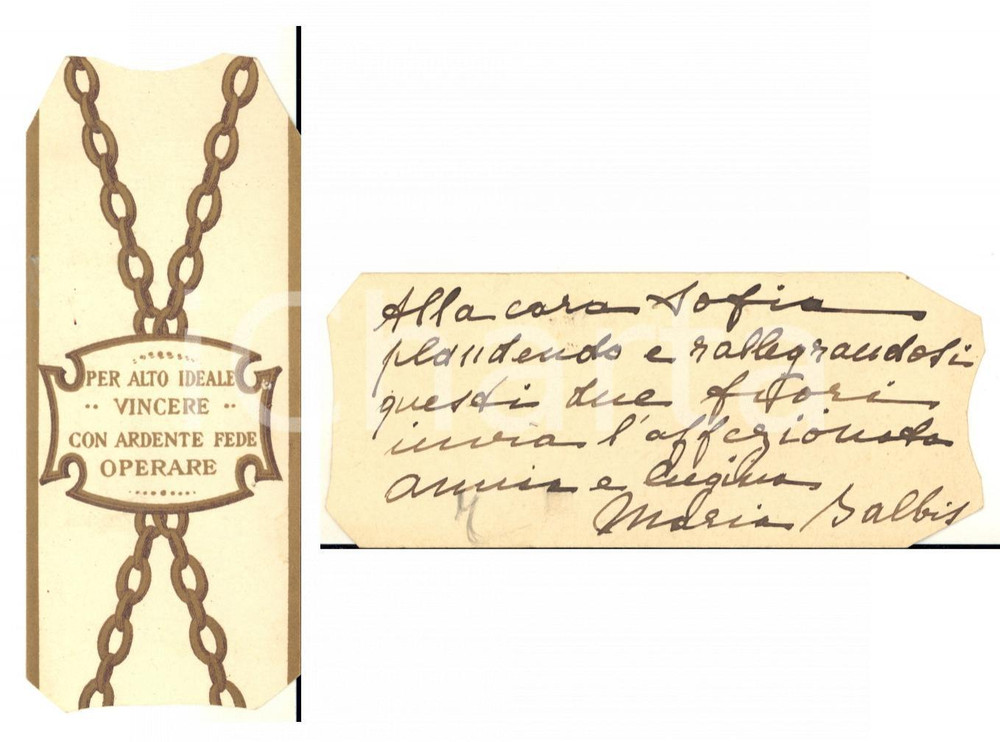 PER ALTO IDEALE
·· VINCERE ··
CON ARDENTE FEDE
OPERARE
Alla cara Sofia
plaudendo e rallegrandosi
questi due fiori
invia l'affezionata
amica e cugina
Maria Balbis
Charta